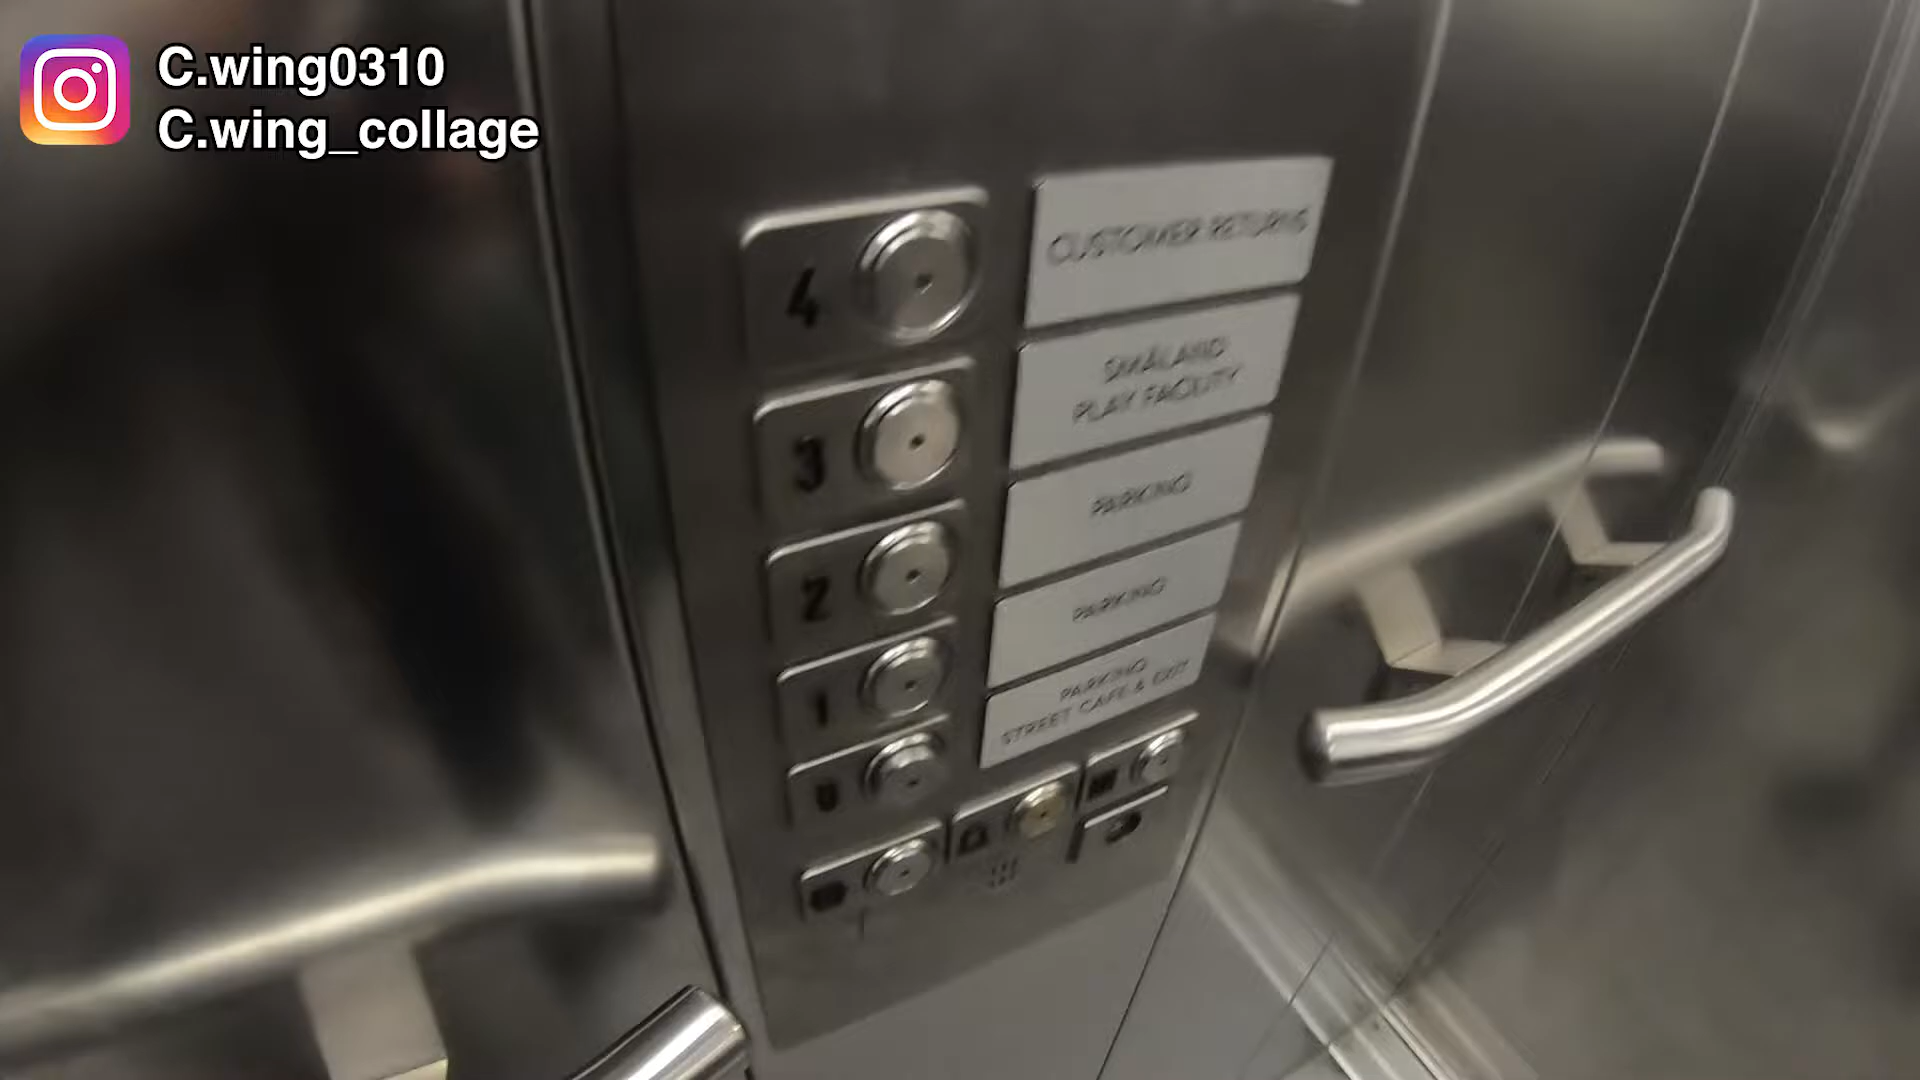 C.wing0310
C.wing_collage
4
CUSTOMER RETURNS
3
SMÅLAND
PLAY FACILITY
2
PARKING
1
PARKING
0
PARKING
STREET CAFE & EXIT